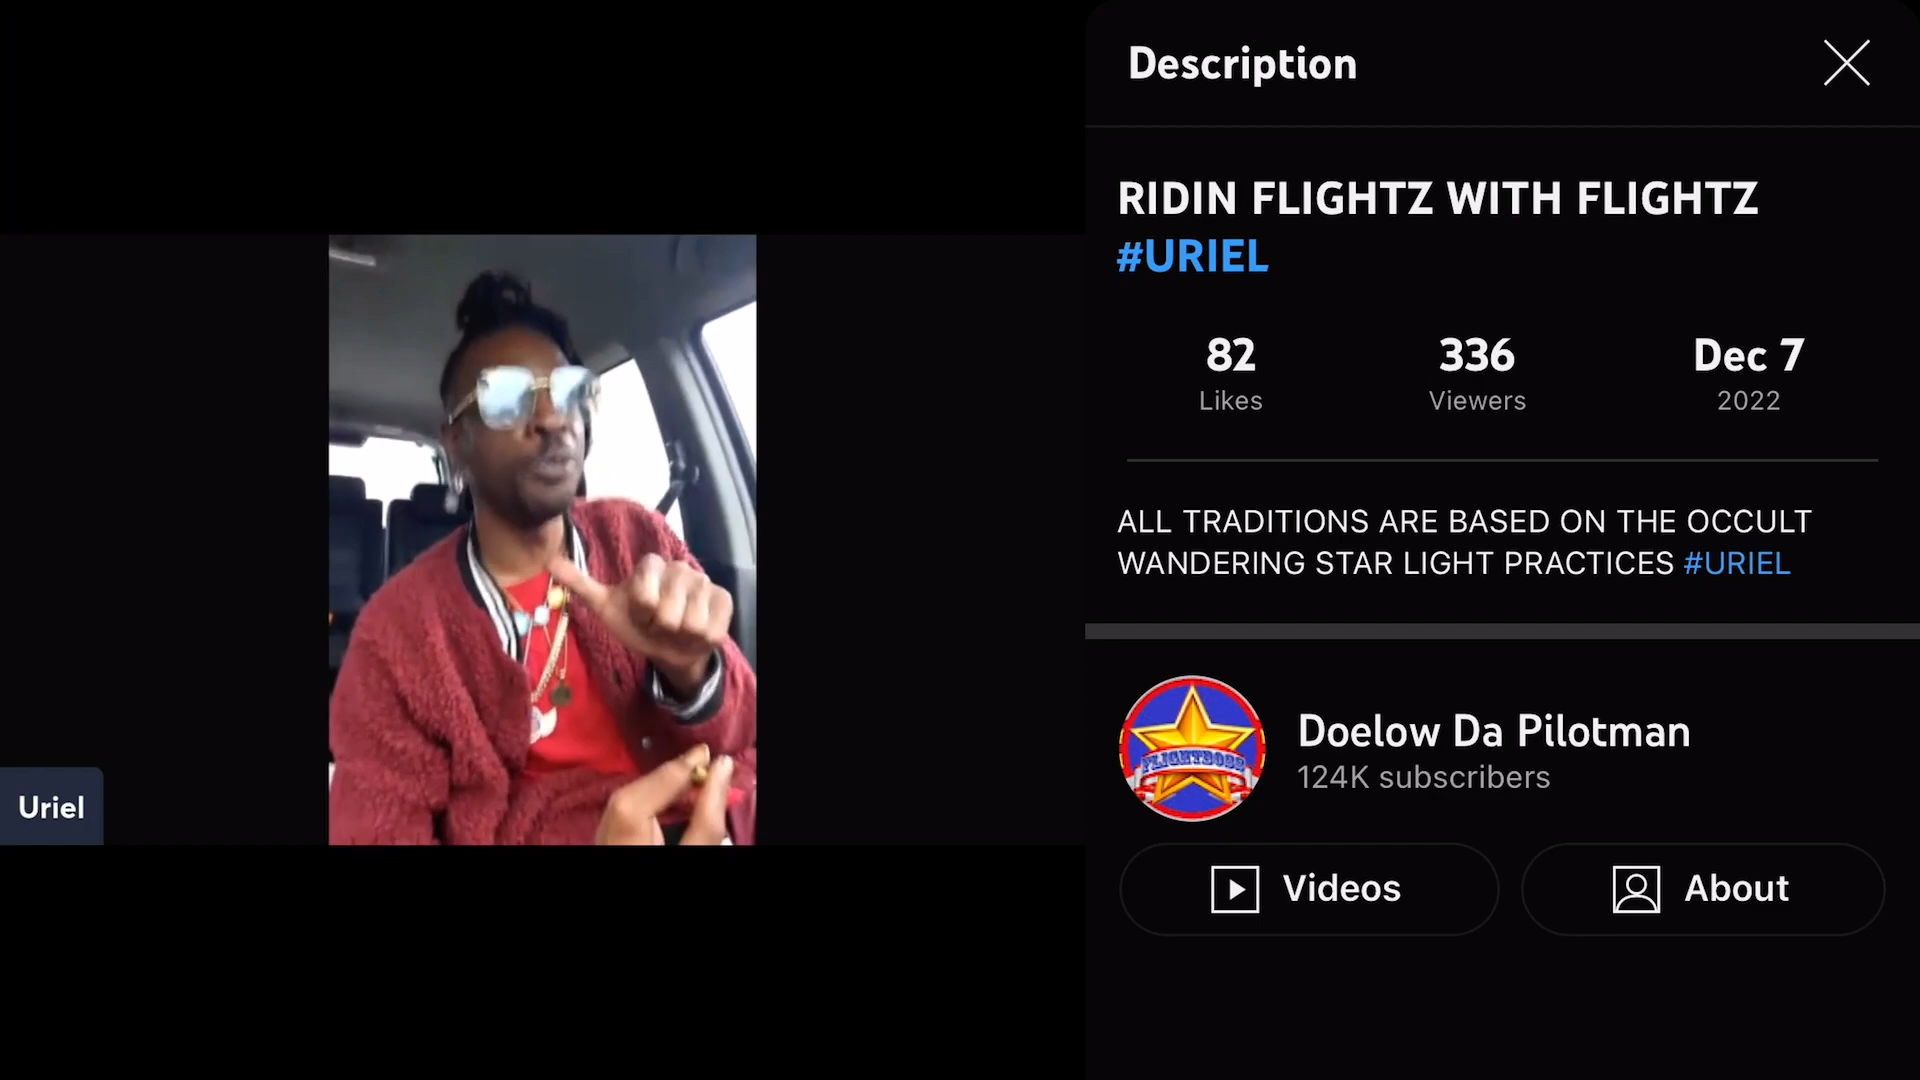 Description
RIDIN FLIGHTZ WITH FLIGHTZ
#URIEL
82
Likes
336
Viewers
Dec 7
2022
ALL TRADITIONS ARE BASED ON THE OCCULT
WANDERING STAR LIGHT PRACTICES #URIEL
FLIGHTBOSS
Doelow Da Pilotman
124K subscribers
Videos
About
Uriel